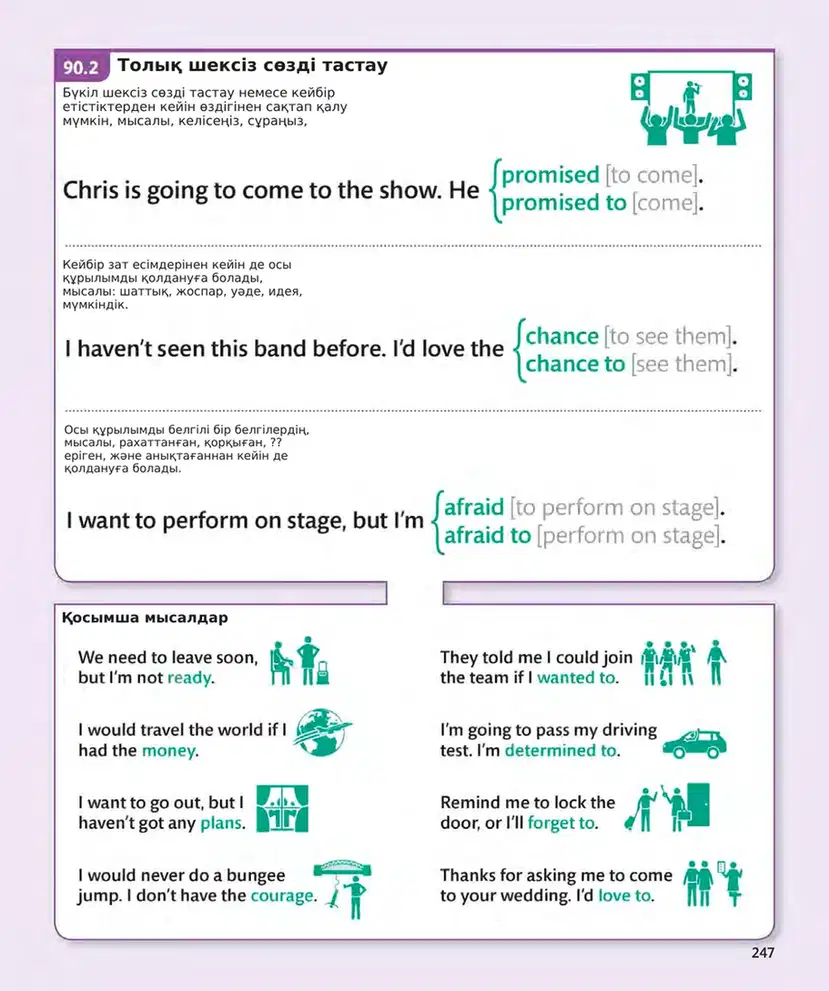 90.2 Толық шексіз сөзді тастау
Бүкіл шексіз сөзді тастау немесе кейбір
етістіктерден кейін өздігінен сақтап қалу
мүмкін, мысалы, келісеңіз, сұраңыз,
Chris is going to come to the show. He
promised [to come].
promised to [come].
Кейбір зат есімдерінен кейін де осы
құрылымды қолдануға болады,
мысалы: шаттық, жоспар, уәде, идея,
мүмкіндік.
I haven't seen this band before. I'd love the
chance [to see them].
chance to [see them].
Осы құрылымды белгілі бір белгілердің,
мысалы, рахаттанған, қорқыған, ??
еріген, және анықтағаннан кейін де
қолдануға болады.
I want to perform on stage, but I'm
afraid [to perform on stage].
afraid to [perform on stage].
Қосымша мысалдар
We need to leave soon,
but I'm not ready.
I would travel the world if I
had the money.
I want to go out, but I
haven't got any plans.
I would never do a bungee
jump. I don't have the courage.
They told me I could join
the team if I wanted to.
I'm going to pass my driving
test. I'm determined to.
Remind me to lock the
door, or I'll forget to.
Thanks for asking me to come
to your wedding. I'd love to.
247